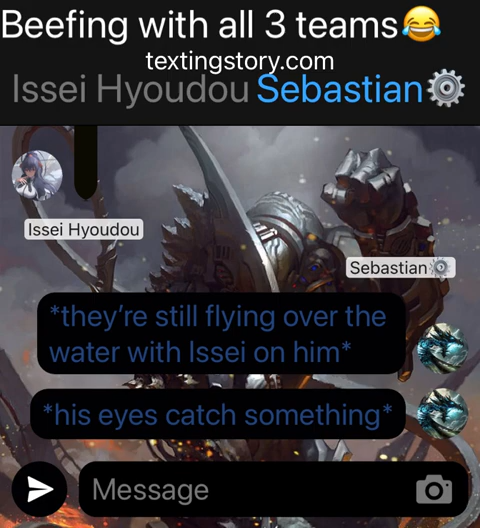 Beefing with all 3 teams😂
textingstory.com
Issei Hyoudou Sebastian⚙️
Issei Hyoudou
Sebastian⚙️
*they’re still flying over the
water with Issei on him*
*his eyes catch something*
Message